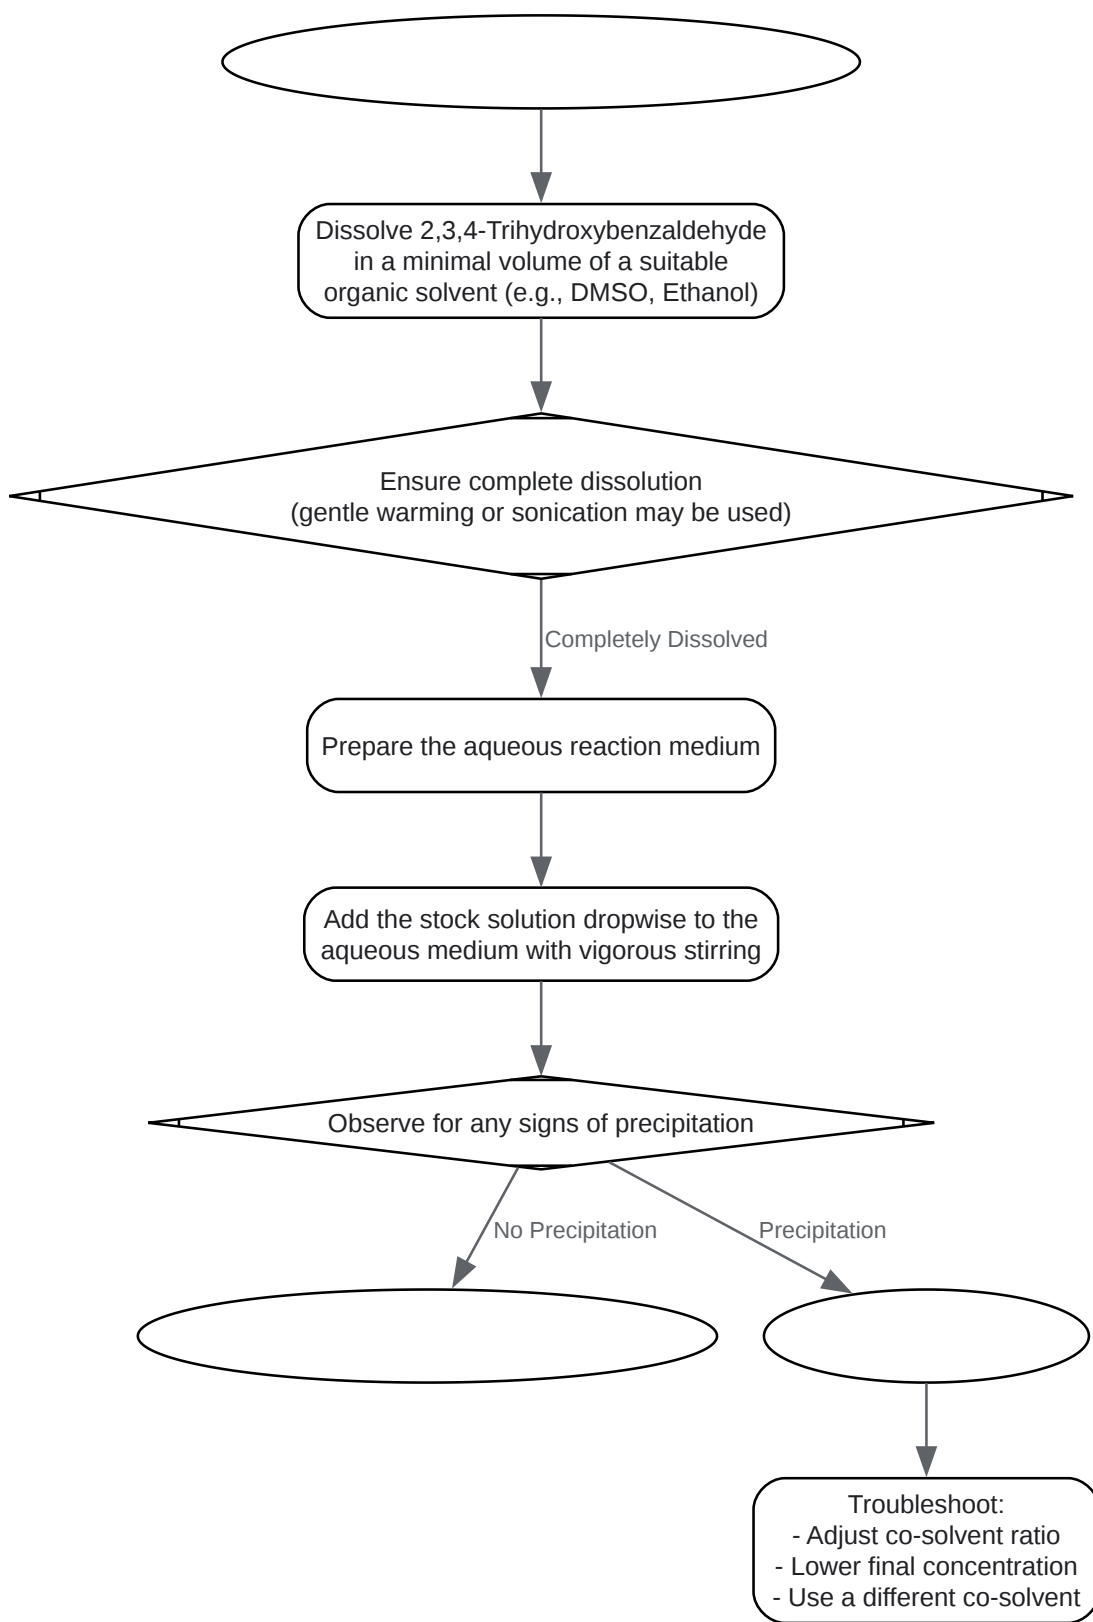 Dissolve 2,3,4-Trihydroxybenzaldehyde
in a minimal volume of a suitable
organic solvent (e.g., DMSO, Ethanol)
Ensure complete dissolution
(gentle warming or sonication may be used)
Completely Dissolved
Prepare the aqueous reaction medium
Add the stock solution dropwise to the
aqueous medium with vigorous stirring
Observe for any signs of precipitation
No Precipitation
Precipitation
Troubleshoot:
- Adjust co-solvent ratio
- Lower final concentration
- Use a different co-solvent